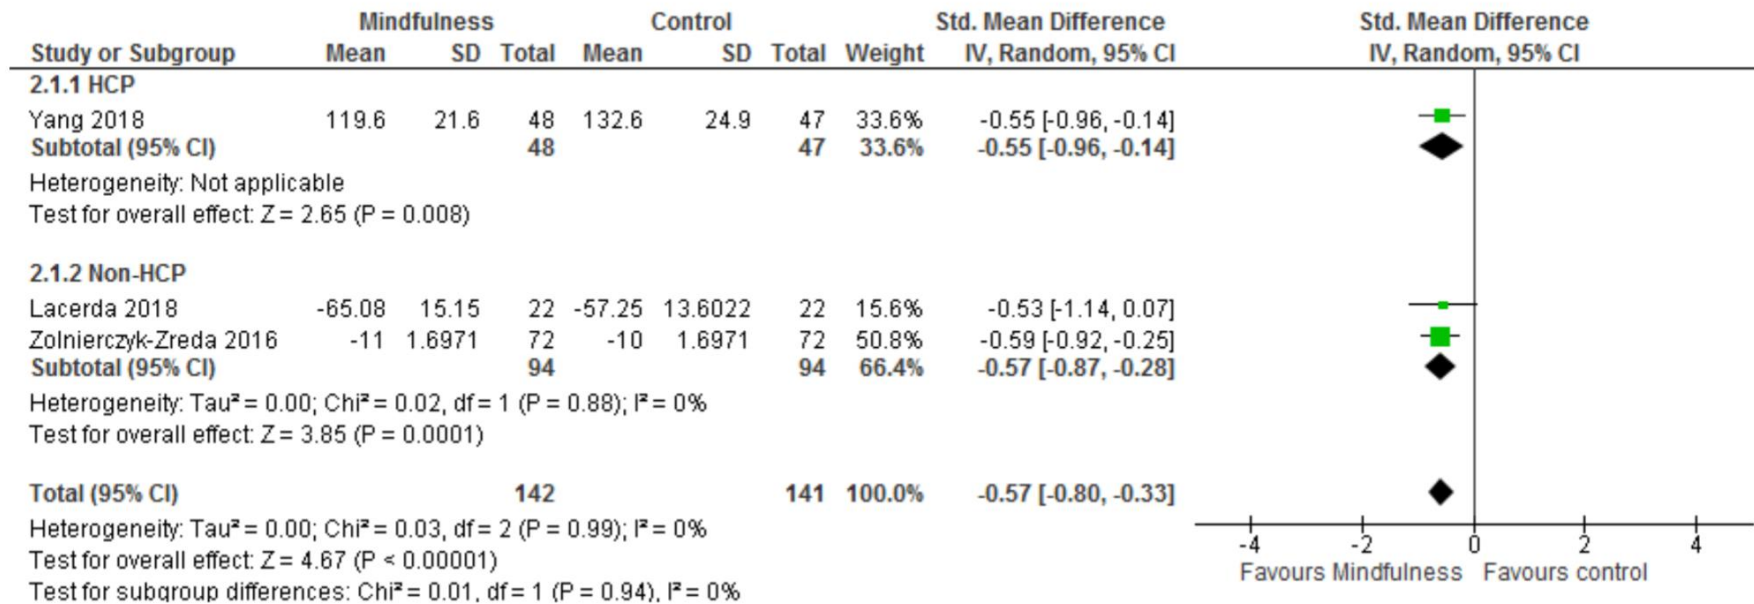 Mindfulness Control Std. Mean Difference Std. Mean Difference
Study or Subgroup Mean SD Total Mean SD Total Weight IV, Random, 95% CI IV, Random, 95% CI
2.1.1 HCP
Yang 2018 119.6 21.6 48 132.6 24.9 47 33.6% -0.55 [-0.96, -0.14]
Subtotal (95% CI) 48 47 33.6% -0.55 [-0.96, -0.14]
Heterogeneity: Not applicable
Test for overall effect: Z = 2.65 (P = 0.008)
2.1.2 Non-HCP
Lacerda 2018 -65.08 15.15 22 -57.25 13.6022 22 15.6% -0.53 [-1.14, 0.07]
Zolnierczyk-Zreda 2016 -11 1.6971 72 -10 1.6971 72 50.8% -0.59 [-0.92, -0.25]
Subtotal (95% CI) 94 94 66.4% -0.57 [-0.87, -0.28]
Heterogeneity: Tau² = 0.00; Chi² = 0.02, df = 1 (P = 0.88); I² = 0%
Test for overall effect: Z = 3.85 (P = 0.0001)
Total (95% CI) 142 141 100.0% -0.57 [-0.80, -0.33]
Heterogeneity: Tau² = 0.00; Chi² = 0.03, df = 2 (P = 0.99); I² = 0%
Test for overall effect: Z = 4.67 (P < 0.00001)
Test for subgroup differences: Chi² = 0.01, df = 1 (P = 0.94), I² = 0%
-4 -2 0 2 4
Favours Mindfulness Favours control